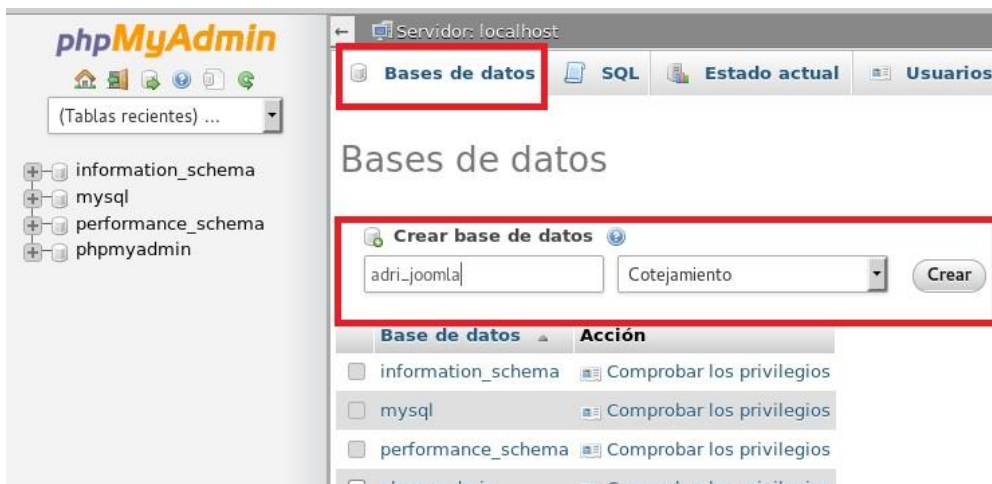 phpMyAdmin
(Tablas recientes) ...
information_schema
mysql
performance_schema
phpmyadmin
Servidor: localhost
Bases de datos
SQL
Estado actual
Usuarios
Bases de datos
Crear base de datos
adri_joomla
Cotejamiento
Crear
Base de datos Acción
information_schema Comprobar los privilegios
mysql Comprobar los privilegios
performance_schema Comprobar los privilegios